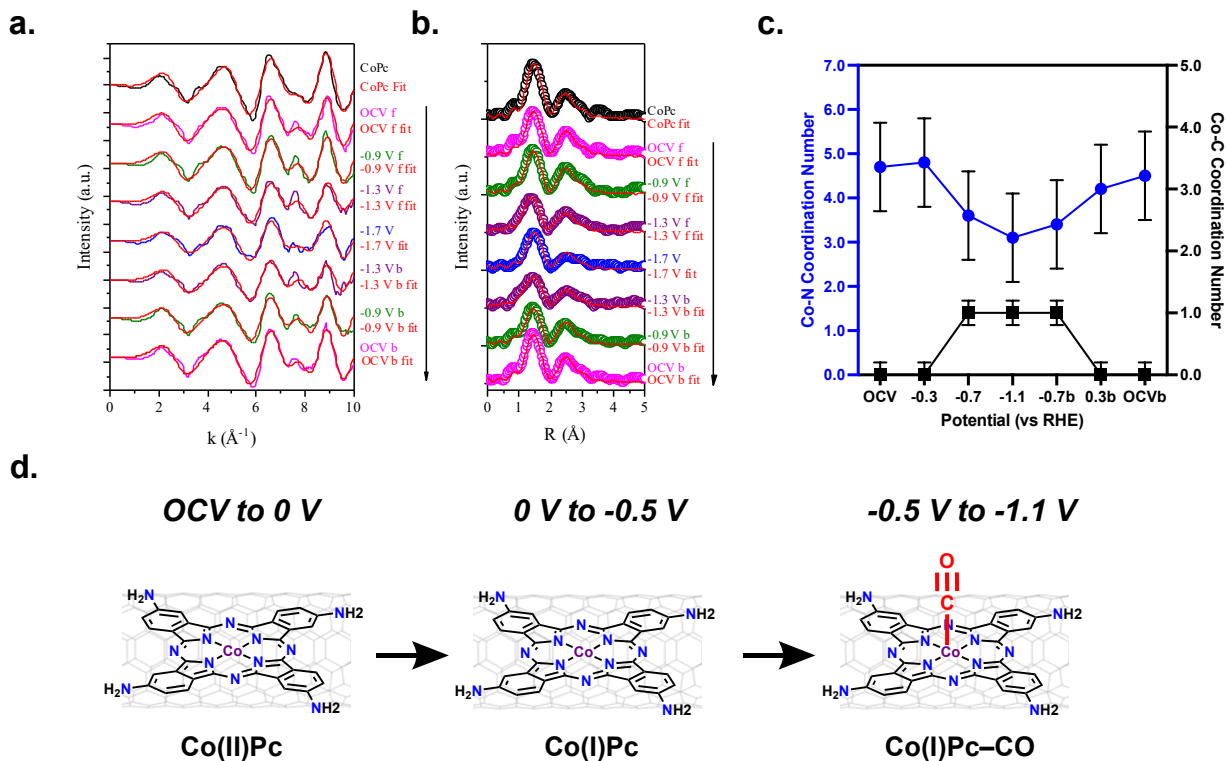 a.
CoPc
CoPc Fit
OCV f
OCV f fit
-0.9 V f
-0.9 V f fit
-1.3 V f
-1.3 V f fit
-1.7 V
-1.7 V fit
-1.3 V b
-1.3 V b fit
-0.9 V b
-0.9 V b fit
OCV b
OCV b fit
Intensity (a.u.)
0 2 4 6 8 10
k (Å-1)
b.
CoPc
CoPc fit
OCV f
OCV f fit
-0.9 V f
-0.9 V f fit
-1.3 V f
-1.3 V f fit
-1.7 V
-1.7 V fit
-1.3 V b
-1.3 V b fit
-0.9 V b
-0.9 V b fit
OCV b
OCV b fit
Intensity (a.u.)
0 1 2 3 4 5
R (Å)
c.
Co-N Coordination Number
7.0
6.0
5.0
4.0
3.0
2.0
1.0
0.0
5.0
4.0
3.0
2.0
1.0
0.0
Co-C Coordination Number
OCV -0.3 -0.7 -1.1 -0.7b 0.3b OCVb
Potential (vs RHE)
d.
OCV to 0 V
0 V to -0.5 V
-0.5 V to -1.1 V
H2N
NH2
N
N
N
N
Co
N
N
N
N
H2N
NH2
Co(II)Pc
H2N
NH2
N
N
N
N
Co
N
N
N
N
H2N
NH2
Co(I)Pc
O
C
H2N
NH2
N
N
N
N
Co
N
N
N
N
H2N
NH2
Co(I)Pc–CO